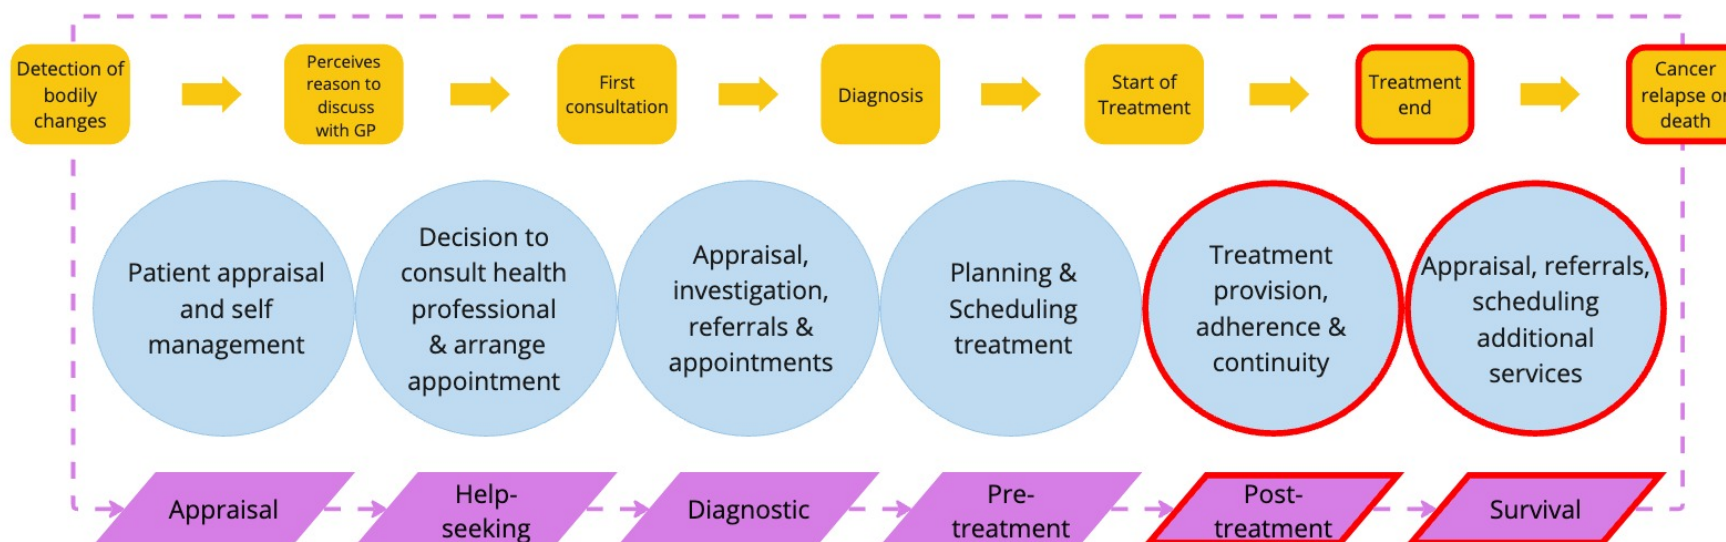 Detection of
bodily
changes
Perceives
reason to
discuss
with GP
First
consultation
Diagnosis
Start of
Treatment
Treatment
end
Cancer
relapse or
death
Patient appraisal
and self
management
Decision to
consult health
professional
& arrange
appointment
Appraisal,
investigation,
referrals &
appointments
Planning &
Scheduling
treatment
Treatment
provision,
adherence &
continuity
Appraisal, referrals,
scheduling
additional
services
Appraisal
Help-
seeking
Diagnostic
Pre-
treatment
Post-
treatment
Survival